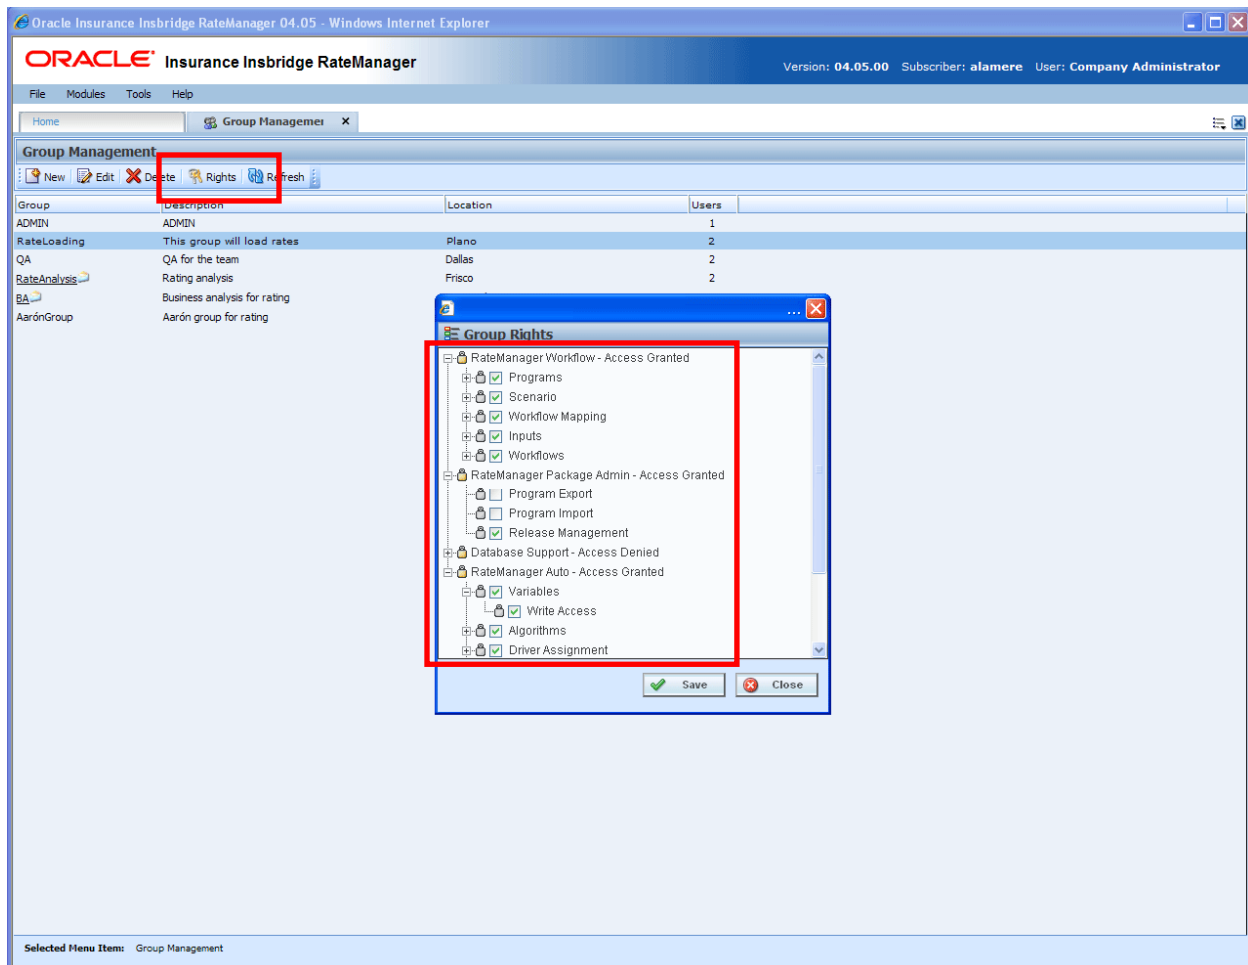 Oracle Insurance Insbridge RateManager 04.05 - Windows Internet Explorer
ORACLE Insurance Insbridge RateManager
Version: 04.05.00 Subscriber: alamere User: Company Administrator
File Modules Tools Help
Home Group Managemer
Group Management
New Edit Delete Rights Refresh
Group Description Location Users
ADMIN ADMIN 1
RateLoading This group will load rates Plano 2
QA QA for the team Dallas 2
RateAnalysis Rating analysis Frisco 2
BA Business analysis for rating
AarónGroup Aarón group for rating
...
Group Rights
RateManager Workflow - Access Granted
Programs
Scenario
Workflow Mapping
Inputs
Workflows
RateManager Package Admin - Access Granted
Program Export
Program Import
Release Management
Database Support - Access Denied
RateManager Auto - Access Granted
Variables
Write Access
Algorithms
Driver Assignment
Save Close
Selected Menu Item: Group Management